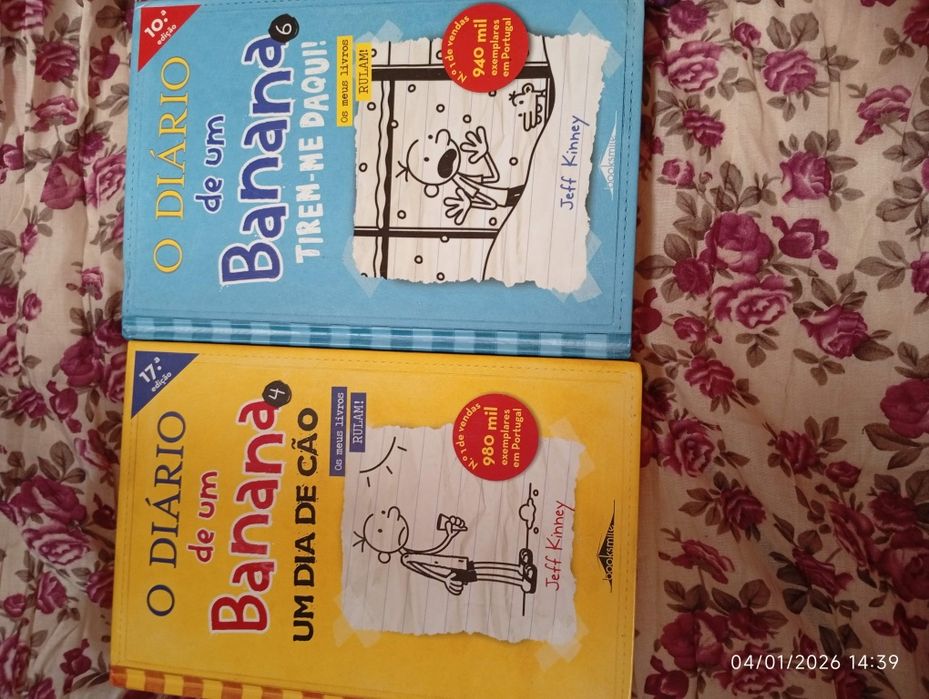 10.ª
edição
O DIÁRIO
de um
Banana
6
TIREM-ME DAQUI!
Os meus livros
RULAM!
N.º 1 de vendas
940 mil
exemplares
em Portugal
Jeff Kinney
booksmile
17.ª
edição
O DIÁRIO
de um
Banana
4
UM DIA DE CÃO
Os meus livros
RULAM!
N.º 1 de vendas
980 mil
exemplares
em Portugal
Jeff Kinney
booksmile
04/01/2026 14:39